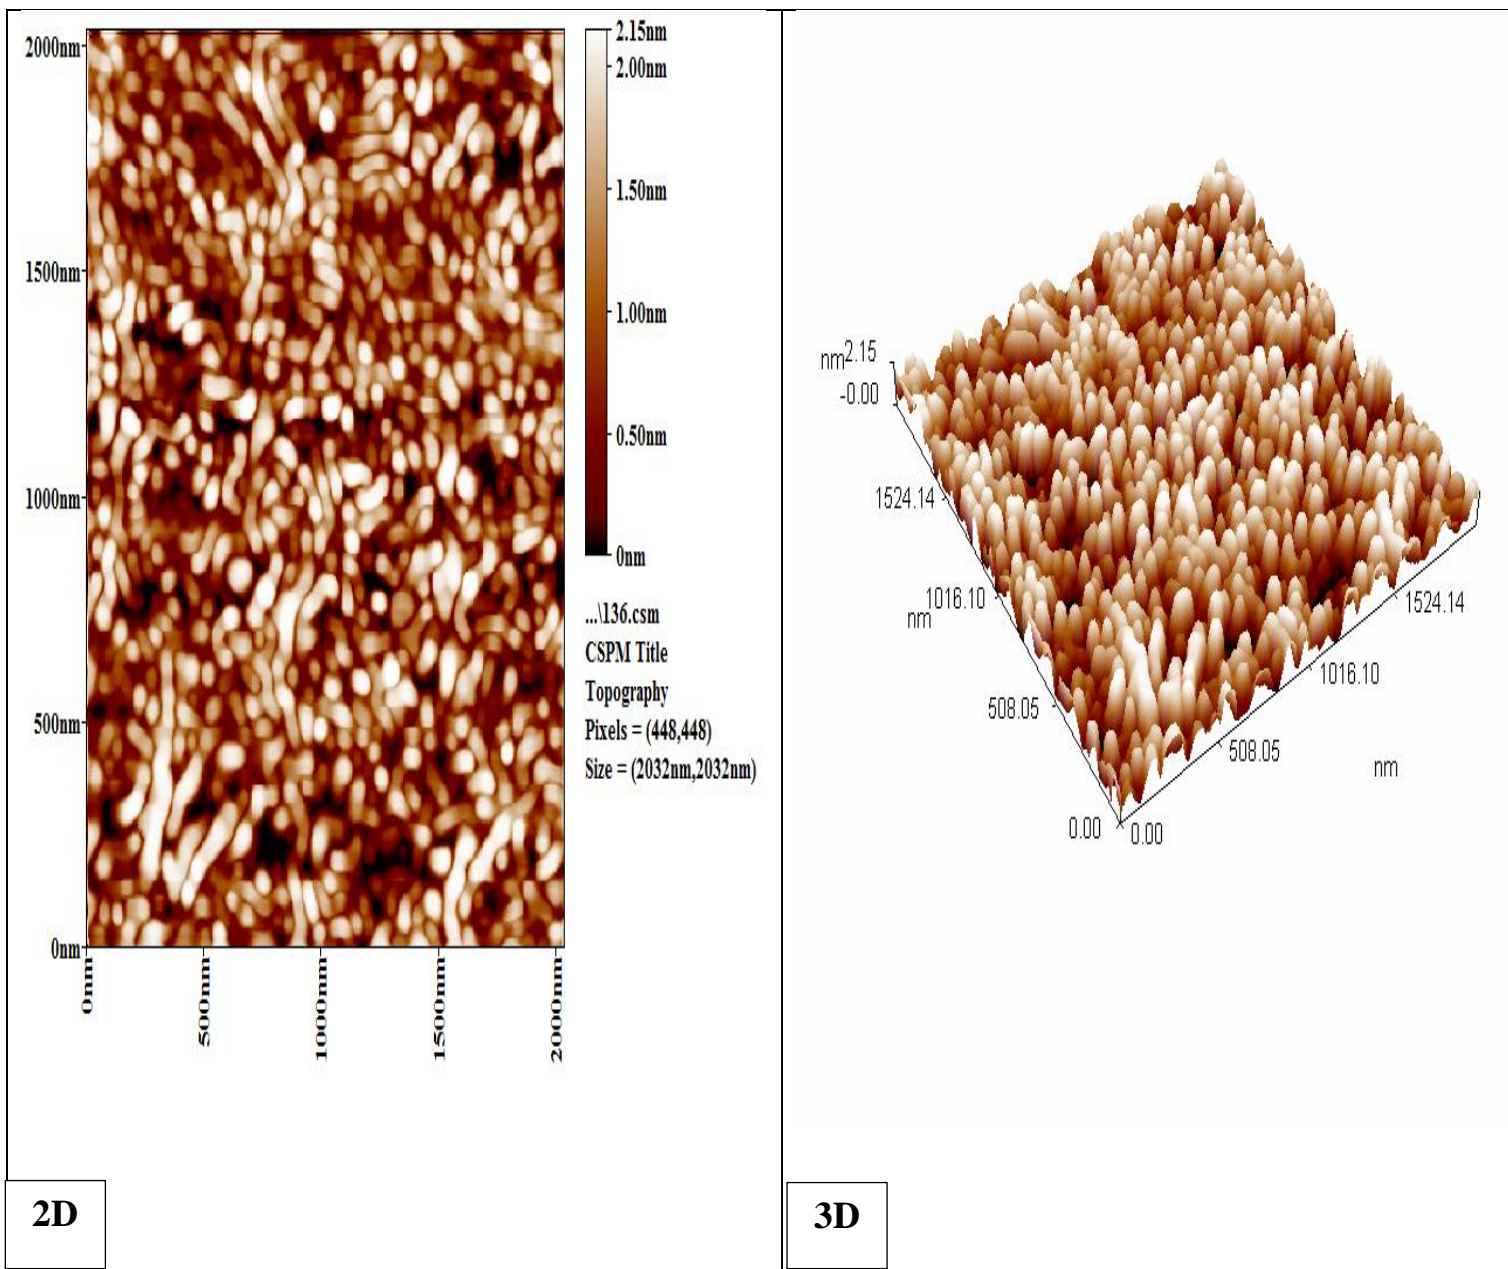 2000nm
1500nm
1000nm
500nm
0nm
0nm
500nm
1000nm
1500nm
2000nm
2.15nm
2.00nm
1.50nm
1.00nm
0.50nm
0nm
...\136.csm
CSPM Title
Topography
Pixels = (448,448)
Size = (2032nm,2032nm)
2D
nm 2.15
-0.00
1524.14
1016.10
nm
508.05
0.00
0.00
508.05
1016.10
1524.14
nm
3D